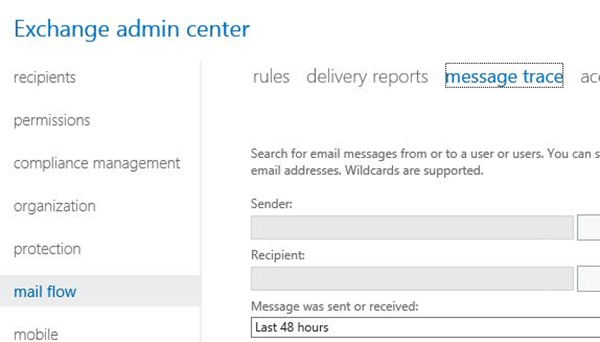 Exchange admin center
recipients
permissions
compliance management
organization
protection
mail flow
mobile
rules delivery reports message trace
Search for email messages from or to a user or users. You can
email addresses. Wildcards are supported.
Sender:
Recipient:
Message was sent or received:
Last 48 hours